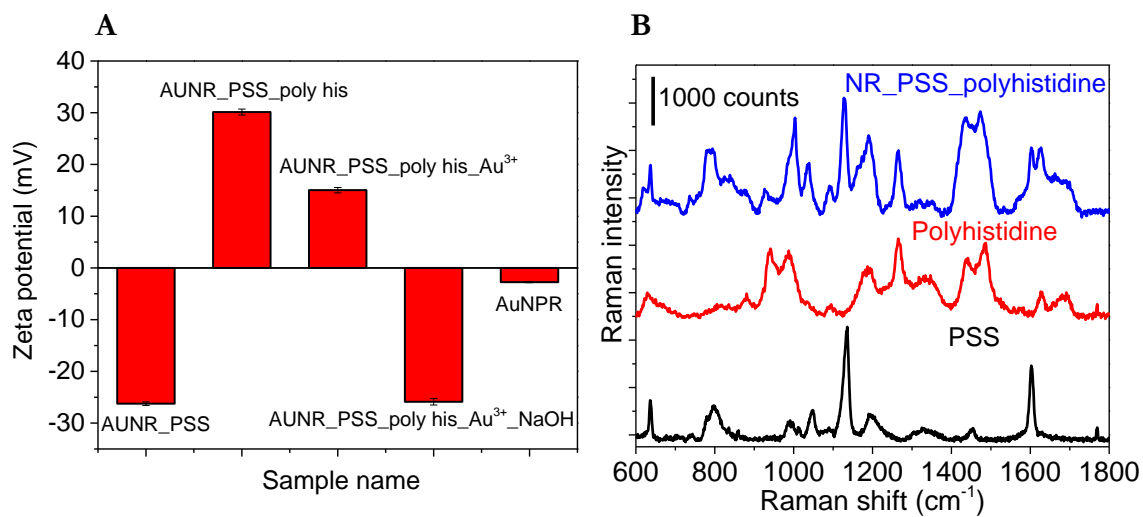 A
Zeta potential (mV)
40
30
20
10
0
-10
-20
-30
AUNR_PSS_poly his
AUNR_PSS_poly his_Au³⁺
AuNPR
AUNR_PSS
AUNR_PSS_poly his_Au³⁺_NaOH
Sample name
B
Raman intensity
1000 counts
NR_PSS_polyhistidine
Polyhistidine
PSS
600 800 1000 1200 1400 1600 1800
Raman shift (cm⁻¹)